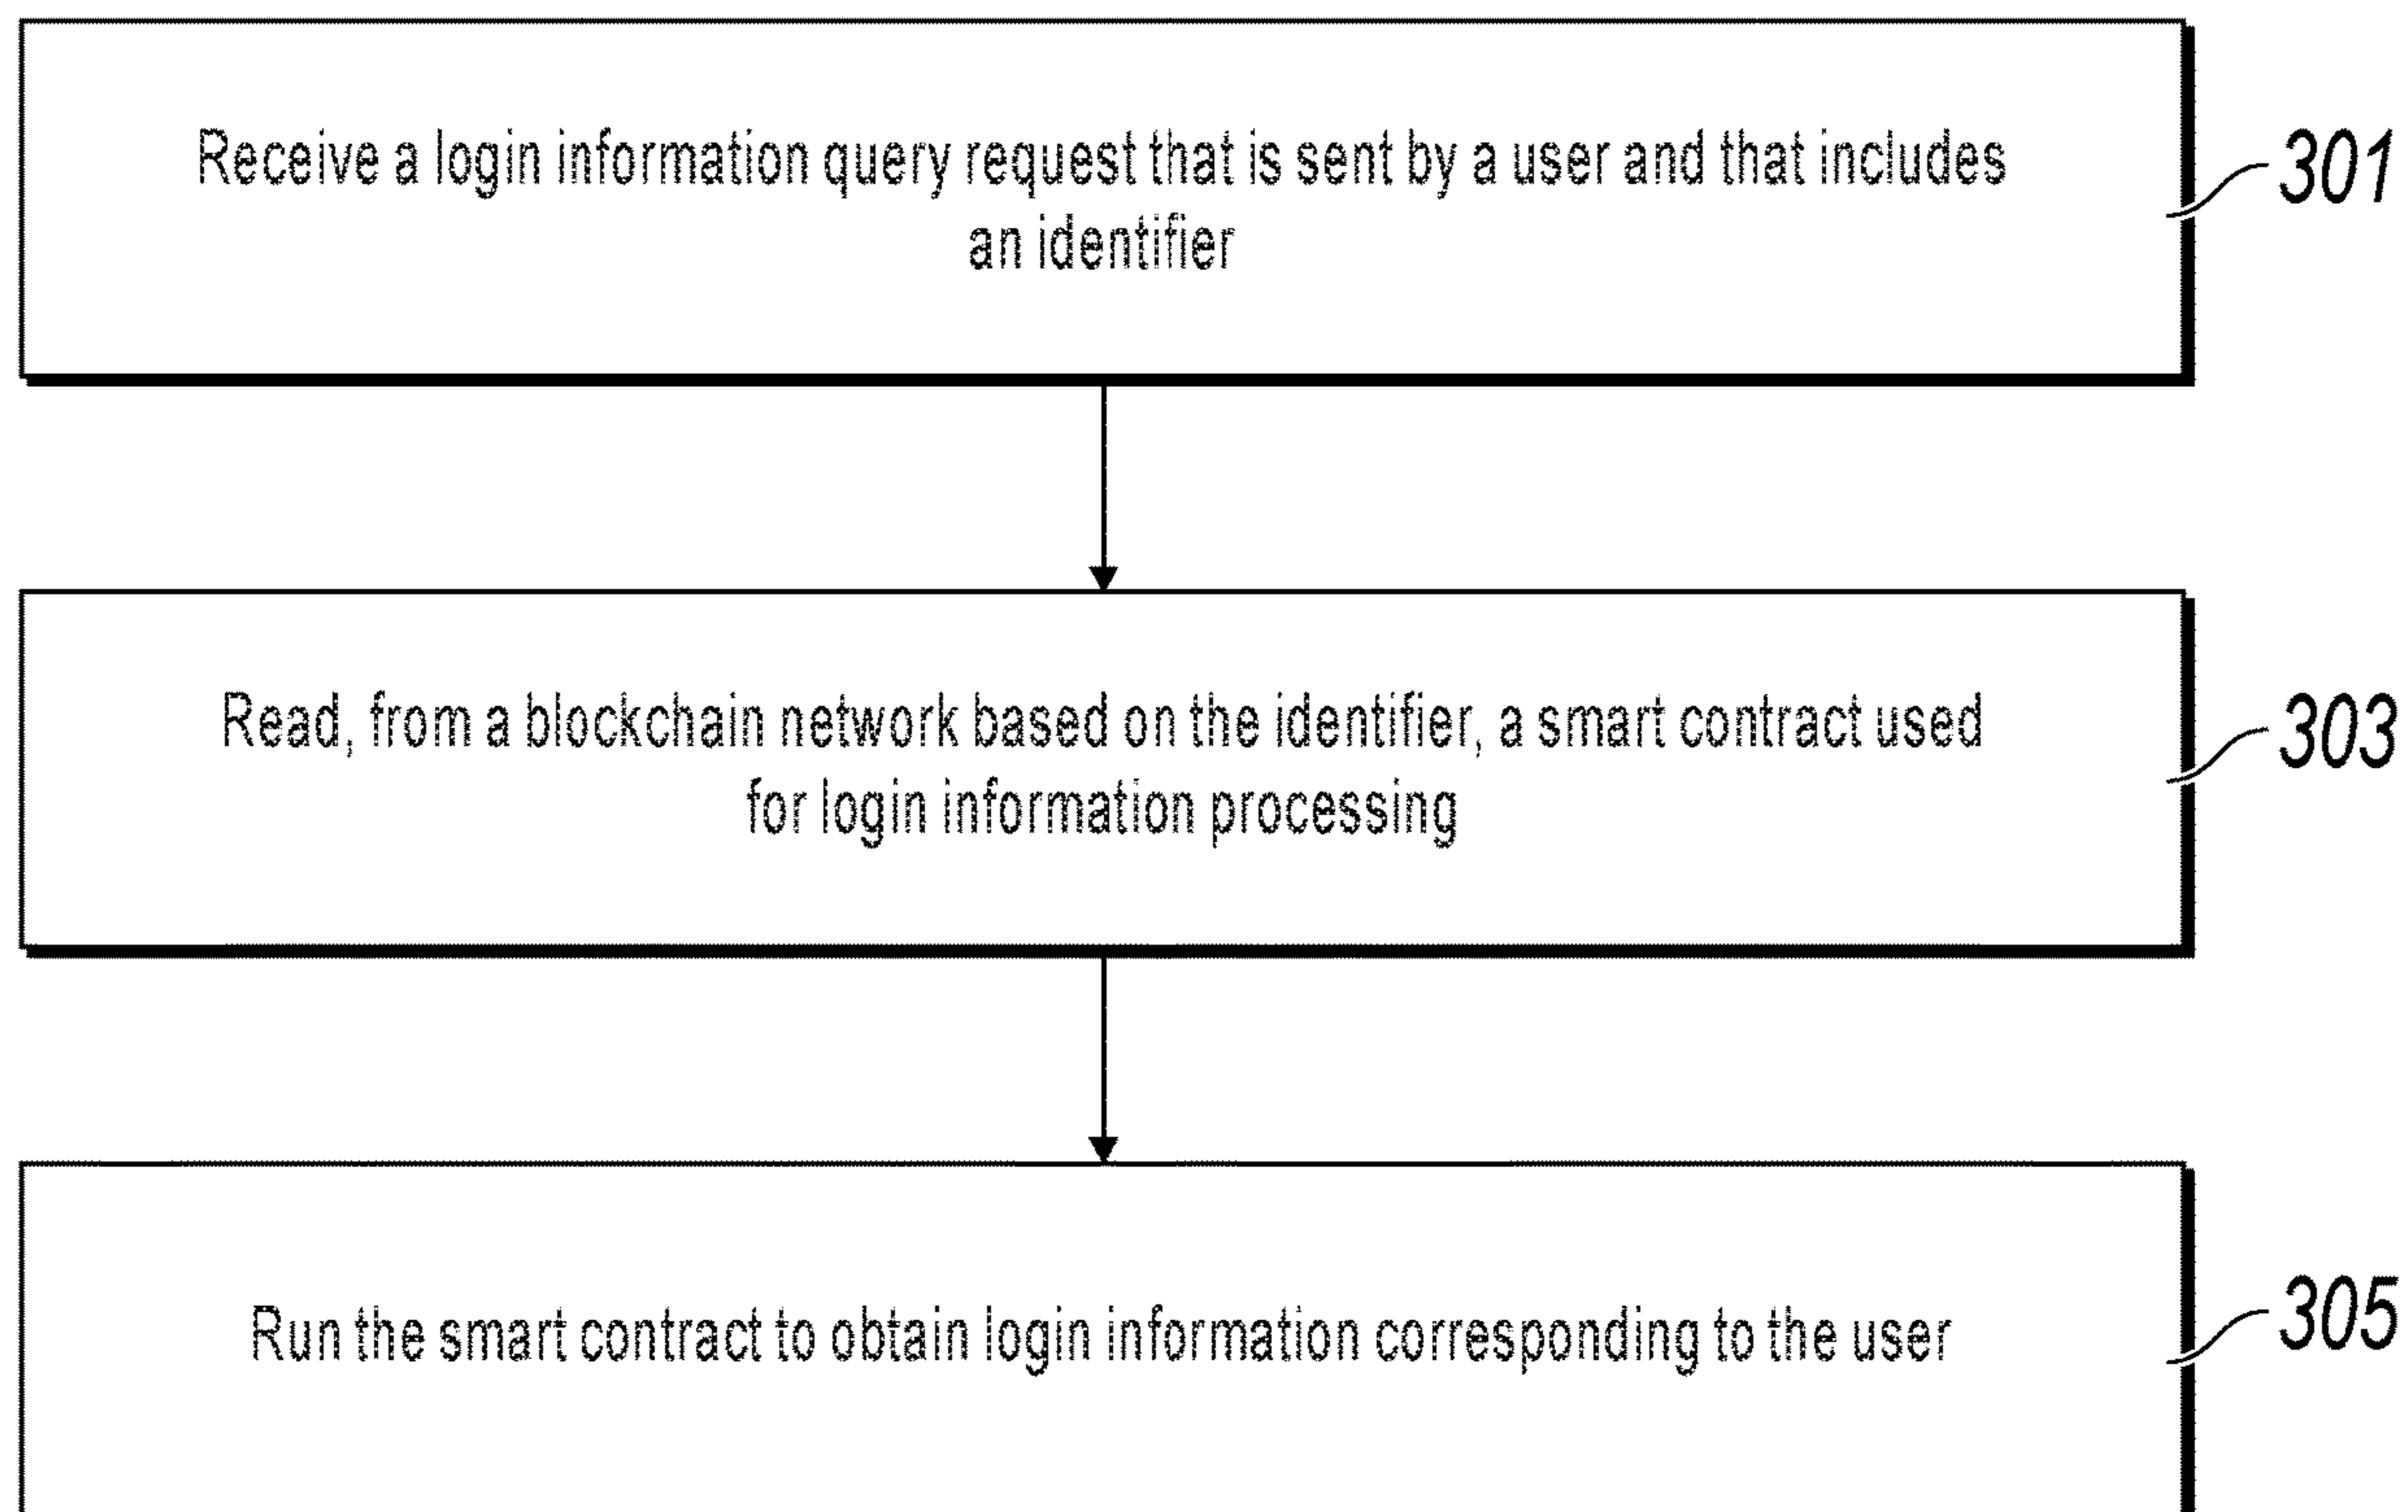 Receive a login information query request that is sent by a user and that includes
an identifier
301
Read, from a blockchain network based on the identifier, a smart contract used
for login information processing
303
Run the smart contract to obtain login information corresponding to the user
305